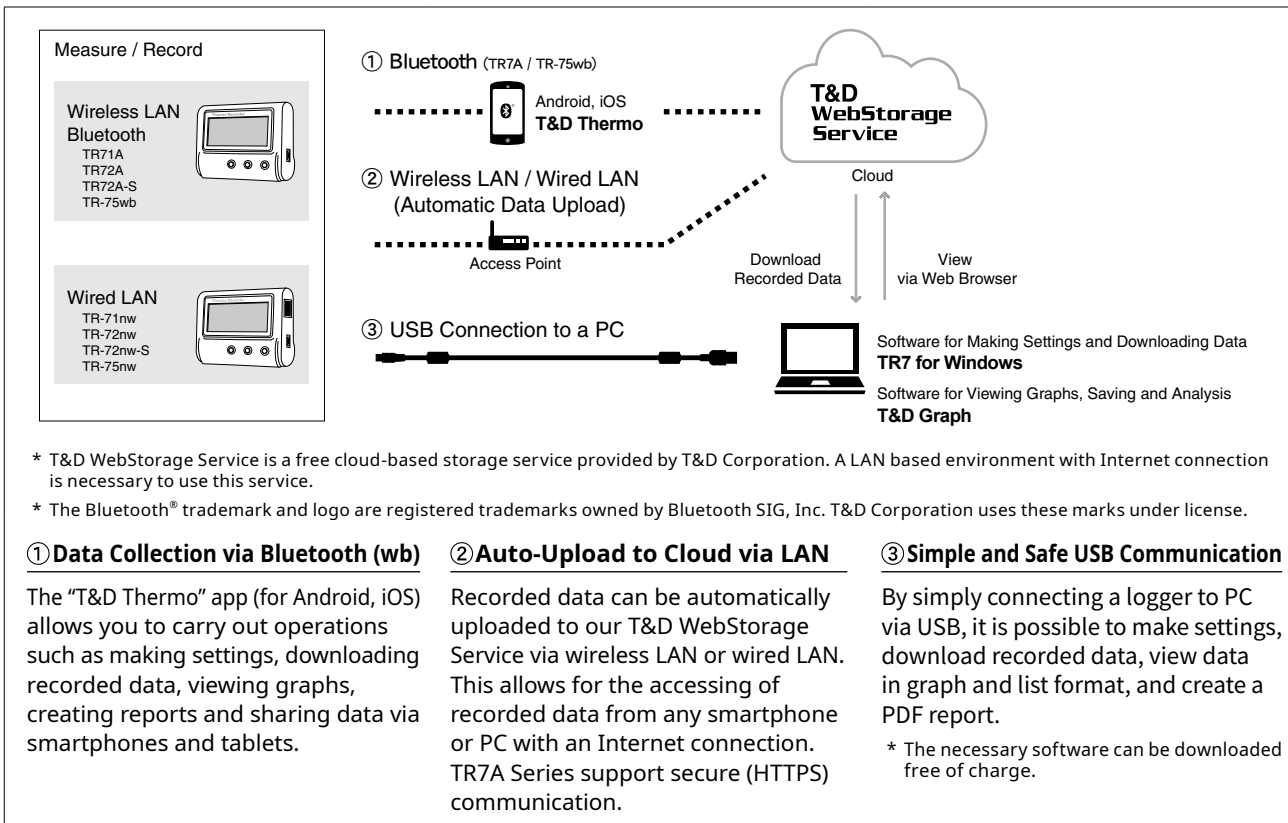 Measure / Record
Wireless LAN
Bluetooth
TR71A
TR72A
TR72A-S
TR-75wb
Wired LAN
TR-71nw
TR-72nw
TR-72nw-S
TR-75nw
① Bluetooth (TR7A / TR-75wb)
Android, iOS
T&D Thermo
② Wireless LAN / Wired LAN
(Automatic Data Upload)
Access Point
③ USB Connection to a PC
T&D
WebStorage
Service
Cloud
Download
Recorded Data
View
via Web Browser
Software for Making Settings and Downloading Data
TR7 for Windows
Software for Viewing Graphs, Saving and Analysis
T&D Graph
* T&D WebStorage Service is a free cloud-based storage service provided by T&D Corporation. A LAN based environment with Internet connection
is necessary to use this service.
* The Bluetooth® trademark and logo are registered trademarks owned by Bluetooth SIG, Inc. T&D Corporation uses these marks under license.
①Data Collection via Bluetooth (wb)
The “T&D Thermo” app (for Android, iOS)
allows you to carry out operations
such as making settings, downloading
recorded data, viewing graphs,
creating reports and sharing data via
smartphones and tablets.
②Auto-Upload to Cloud via LAN
Recorded data can be automatically
uploaded to our T&D WebStorage
Service via wireless LAN or wired LAN.
This allows for the accessing of
recorded data from any smartphone
or PC with an Internet connection.
TR7A Series support secure (HTTPS)
communication.
③Simple and Safe USB Communication
By simply connecting a logger to PC
via USB, it is possible to make settings,
download recorded data, view data
in graph and list format, and create a
PDF report.
* The necessary software can be downloaded
free of charge.